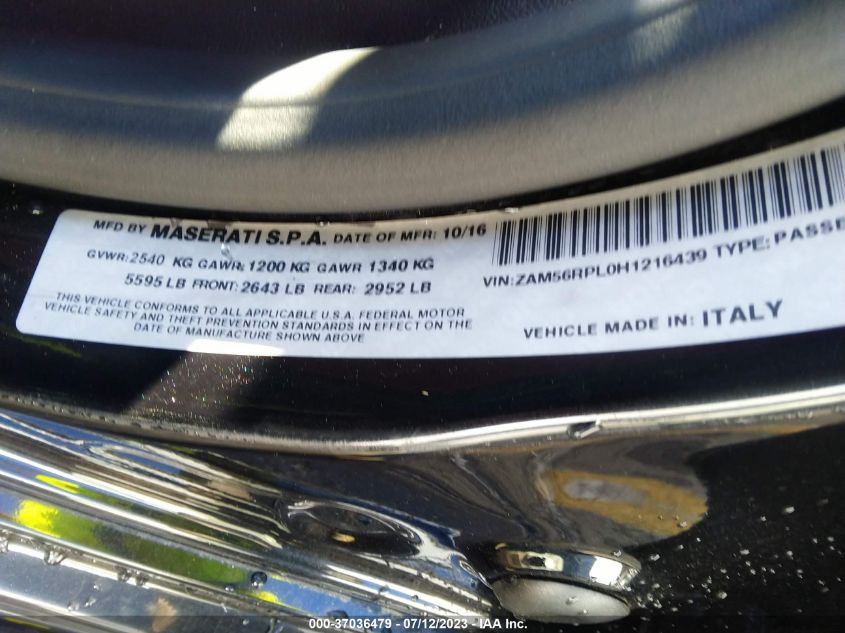 MFD BY MASERATI S.P.A. DATE OF MFR: 10/16
GVWR:2540 KG GAWR:1200 KG GAWR 1340 KG
5595 LB FRONT:2643 LB REAR: 2952 LB
THIS VEHICLE CONFORMS TO ALL APPLICABLE U.S.A. FEDERAL MOTOR
VEHICLE SAFETY AND THEFT PREVENTION STANDARDS IN EFFECT ON THE
DATE OF MANUFACTURE SHOWN ABOVE
VIN:ZAM56RPL0H1216439 TYPE: PASSE
VEHICLE MADE IN: ITALY
000-37036479 - 07/12/2023 - IAA Inc.